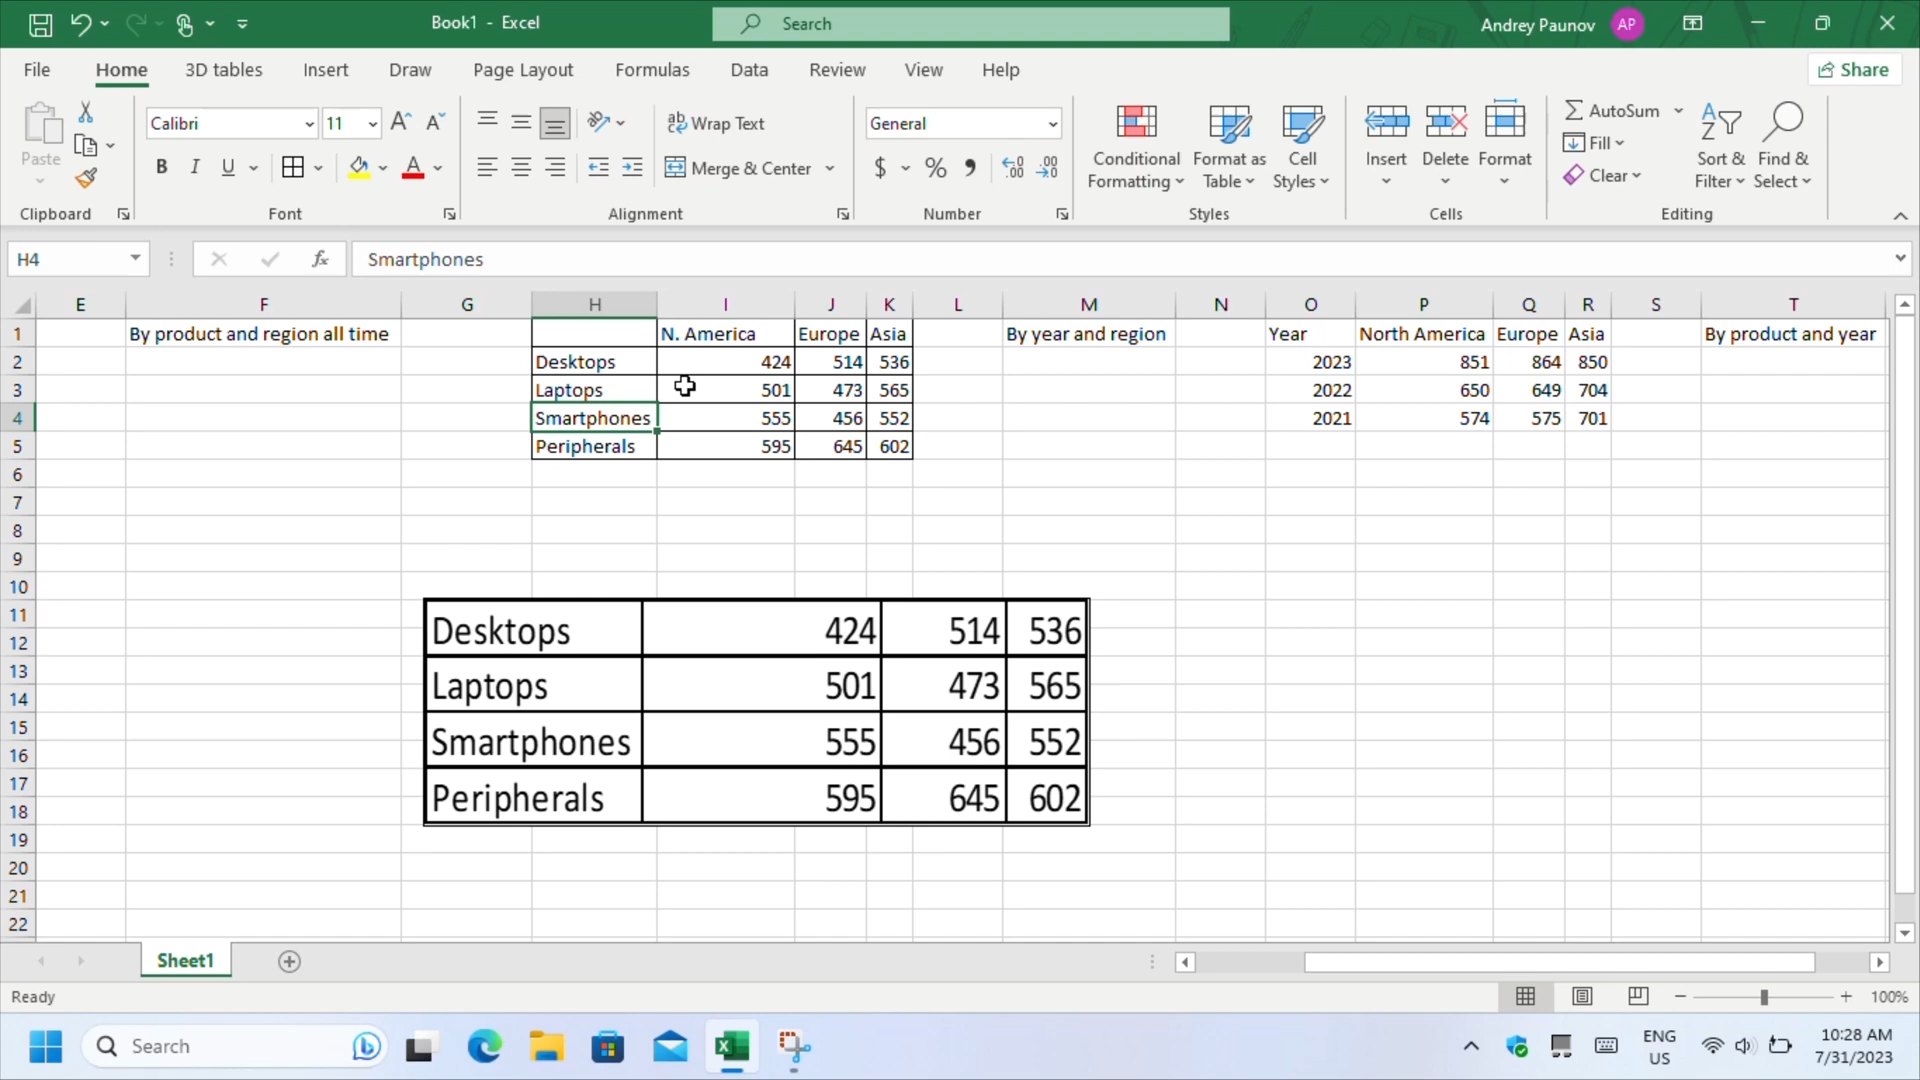 Book1 - Excel
Search
Andrey Paunov
AP
File Home 3D tables Insert Draw Page Layout Formulas Data Review View Help
Share
Paste
Calibri
11
B I U
A
Wrap Text
Merge & Center
General
$ %
Conditional Formatting
Format as Table
Cell Styles
Insert
Delete
Format
AutoSum
Fill
Clear
Sort & Filter
Find & Select
Clipboard Font Alignment Number Styles Cells Editing
H4
fx
Smartphones
E F G H I J K L M N O P Q R S T
1 By product and region all time N. America Europe Asia By year and region Year North America Europe Asia By product and year
2 Desktops 424 514 536 2023 851 864 850
3 Laptops 501 473 565 2022 650 649 704
4 Smartphones 555 456 552 2021 574 575 701
5 Peripherals 595 645 602
6
7
8
9
10
11
12
13
14
15
16
17
18
19
20
21
22
Desktops 424 514 536
Laptops 501 473 565
Smartphones 555 456 552
Peripherals 595 645 602
Sheet1
Ready
100%
Search
ENG
US
10:28 AM
7/31/2023